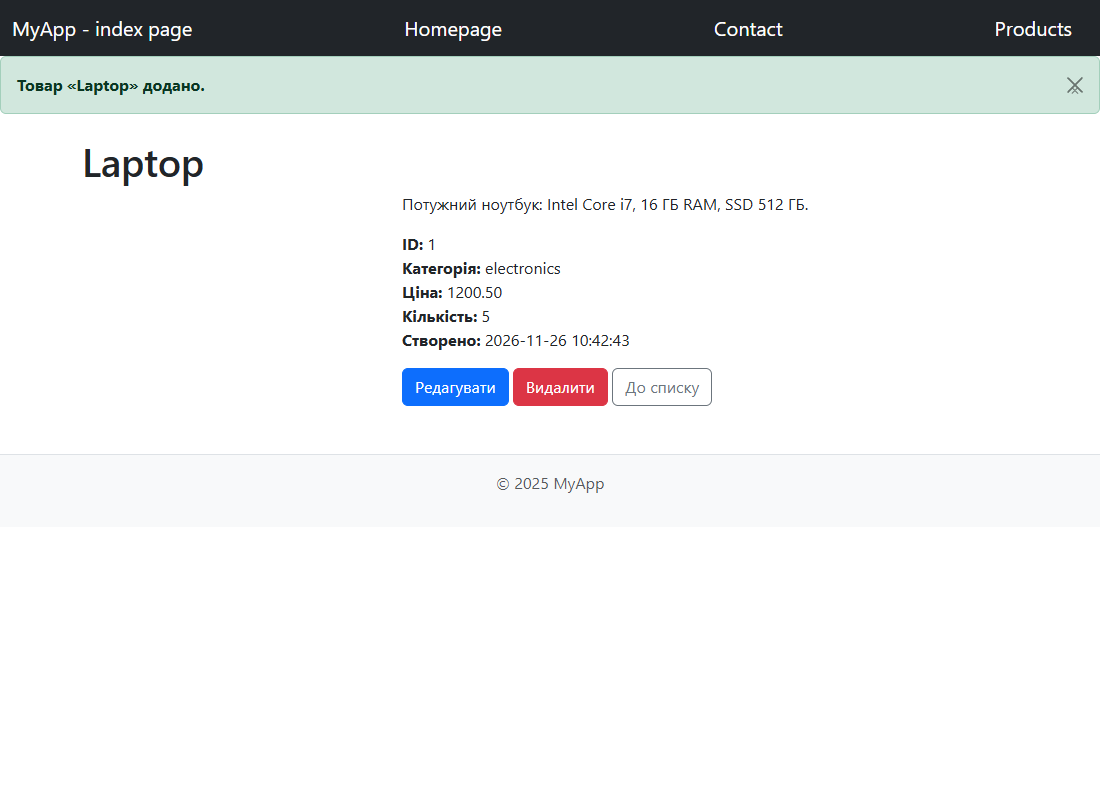 MyApp - index page Homepage Contact Products
Товар «Laptop» додано.
Laptop
Потужний ноутбук: Intel Core i7, 16 ГБ RAM, SSD 512 ГБ.
ID: 1
Категорія: electronics
Ціна: 1200.50
Кількість: 5
Створено: 2026-11-26 10:42:43
Редагувати Видалити До списку
© 2025 MyApp